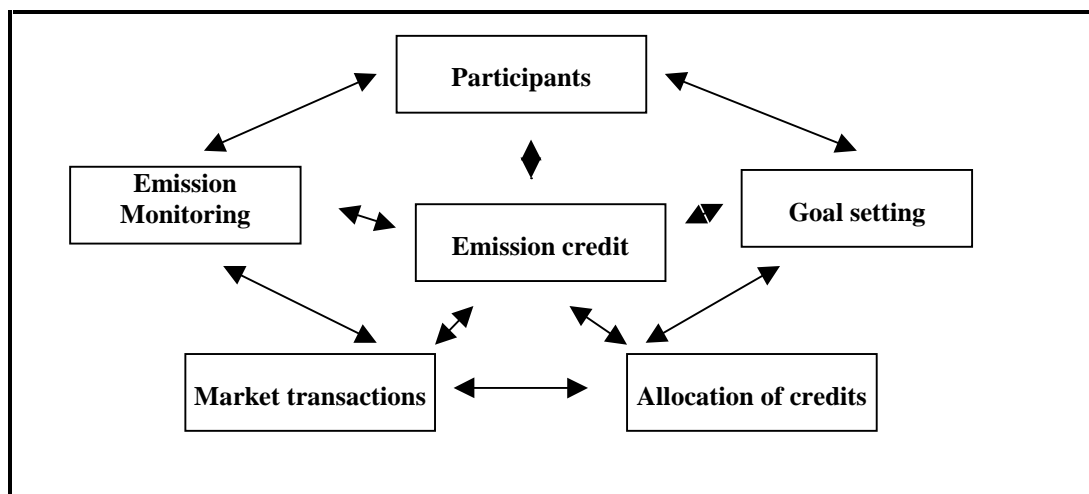 Participants
Emission
Monitoring
Goal setting
Emission credit
Market transactions
Allocation of credits